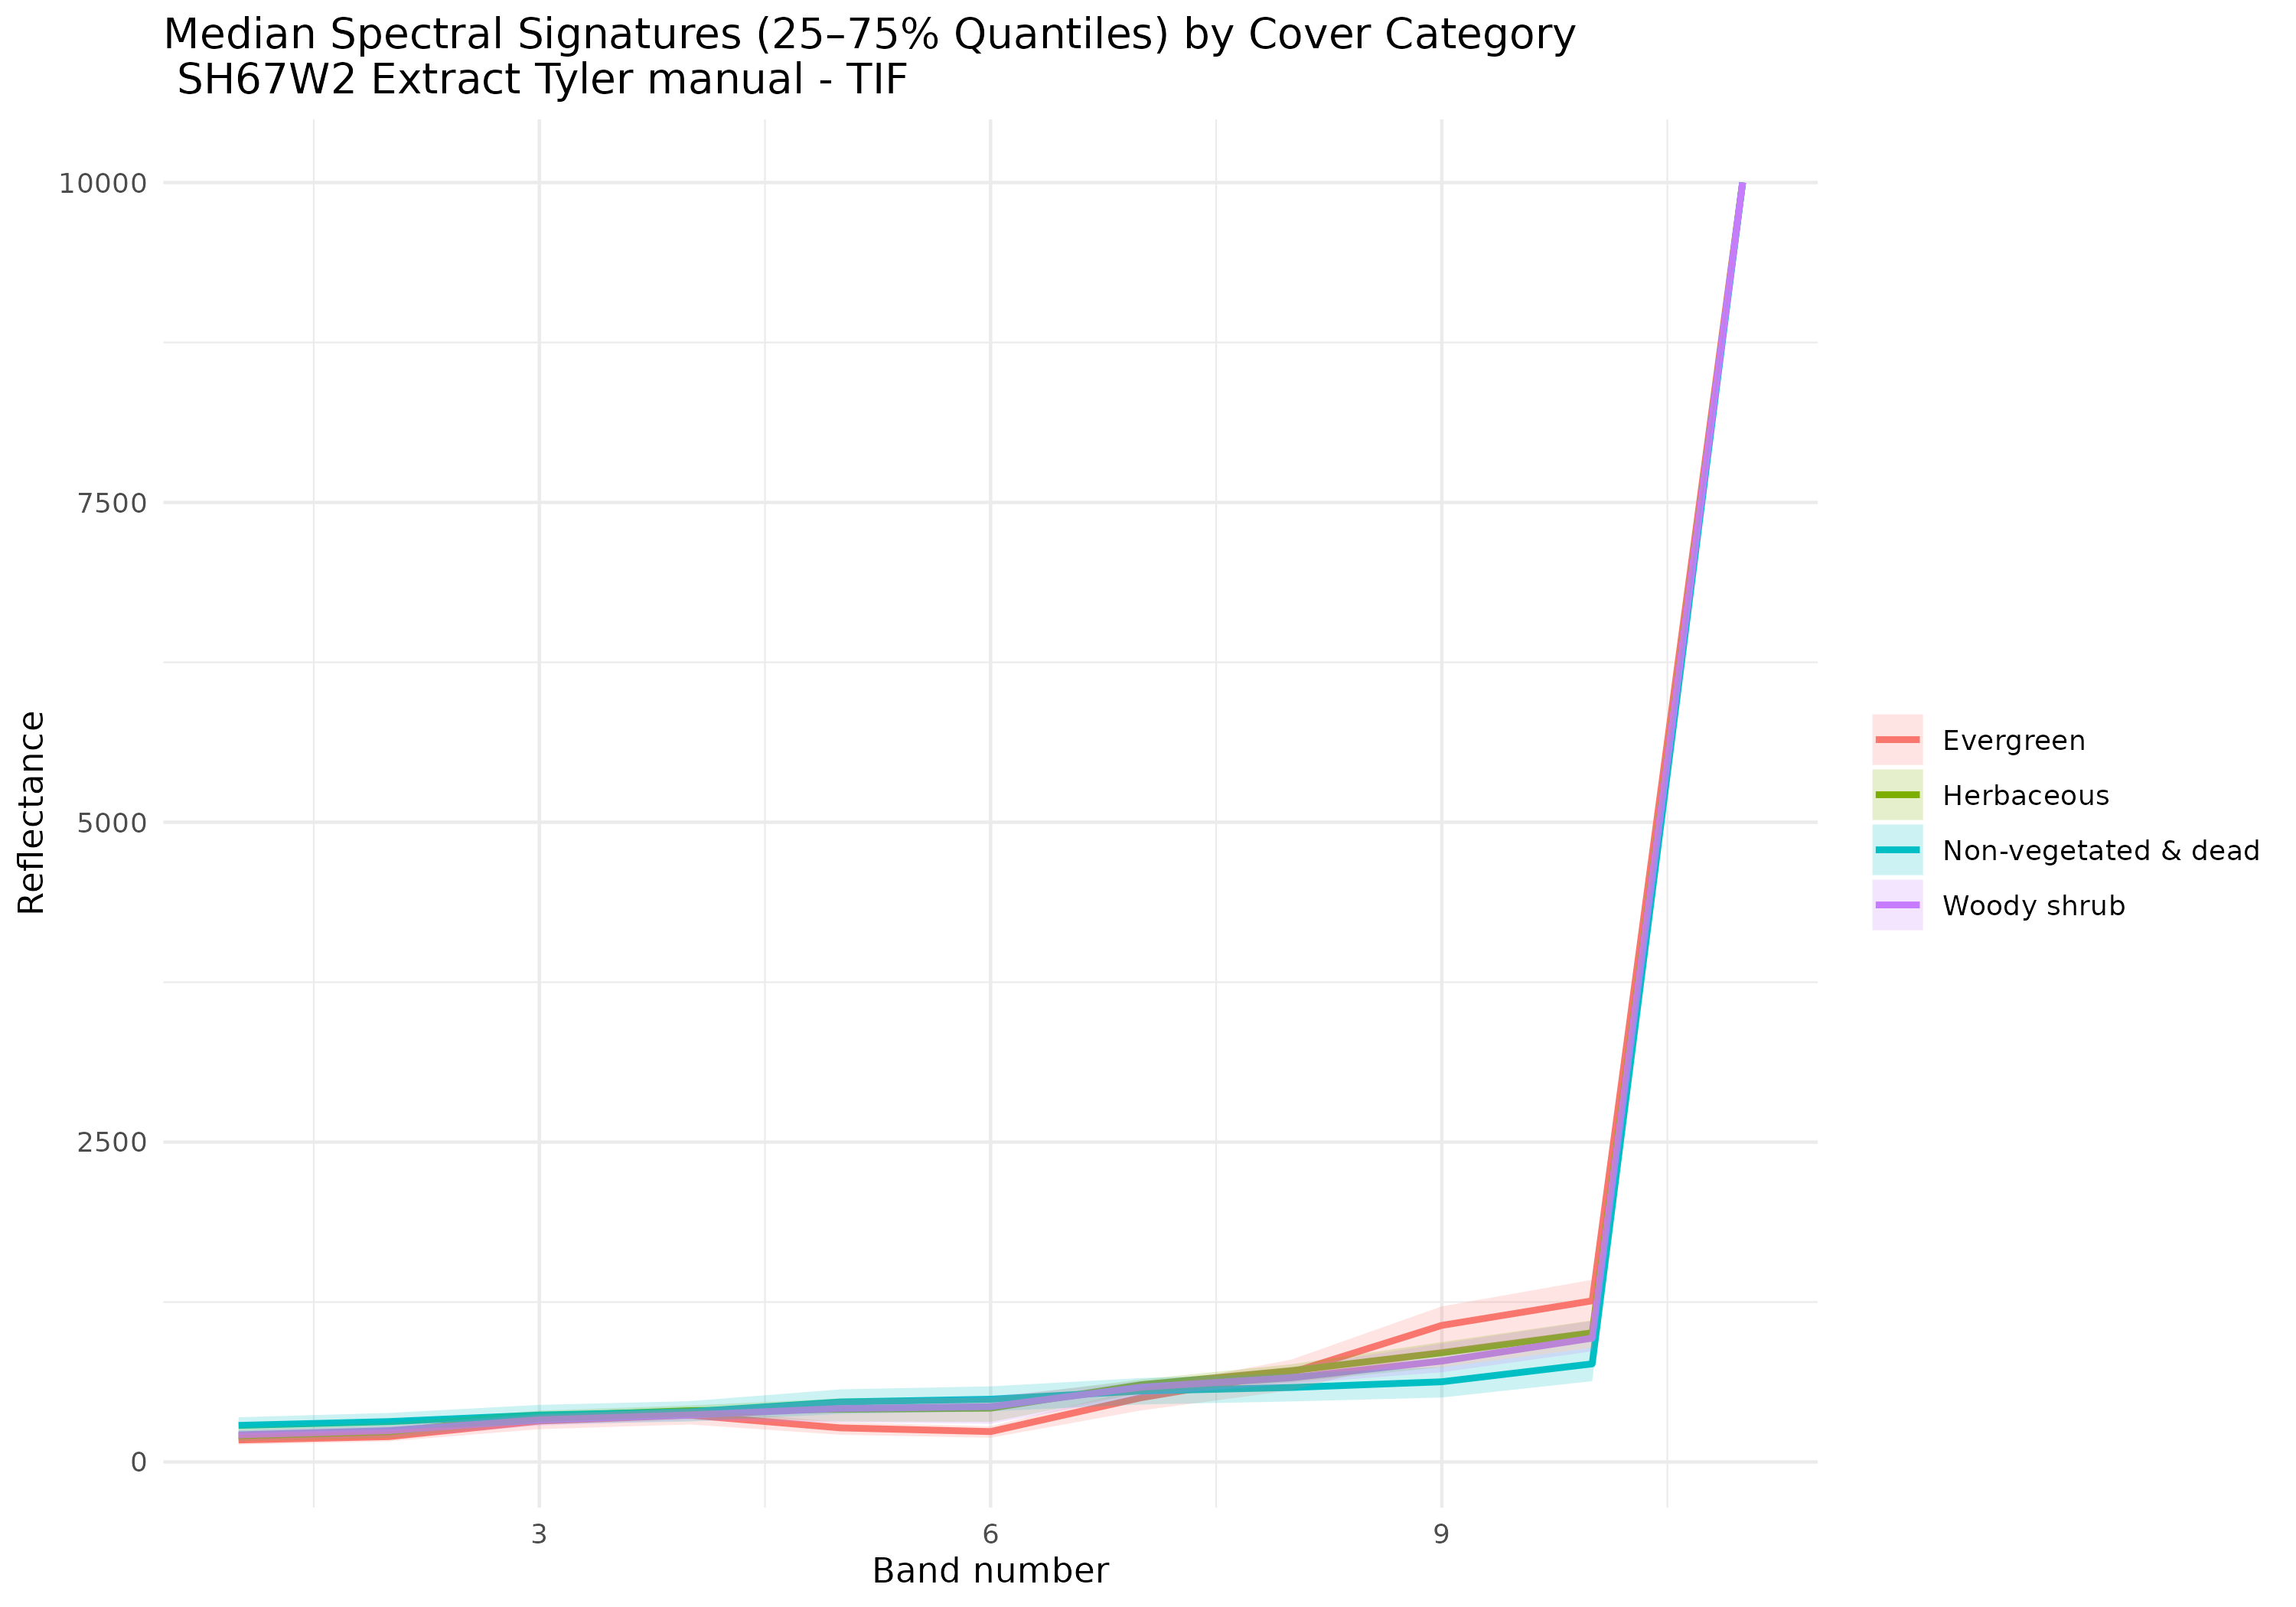 Median Spectral Signatures (25–75% Quantiles) by Cover Category
SH67W2 Extract Tyler manual - TIF
10000
7500
5000
2500
0
Reflectance
3
6
9
Band number
Evergreen
Herbaceous
Non-vegetated & dead
Woody shrub